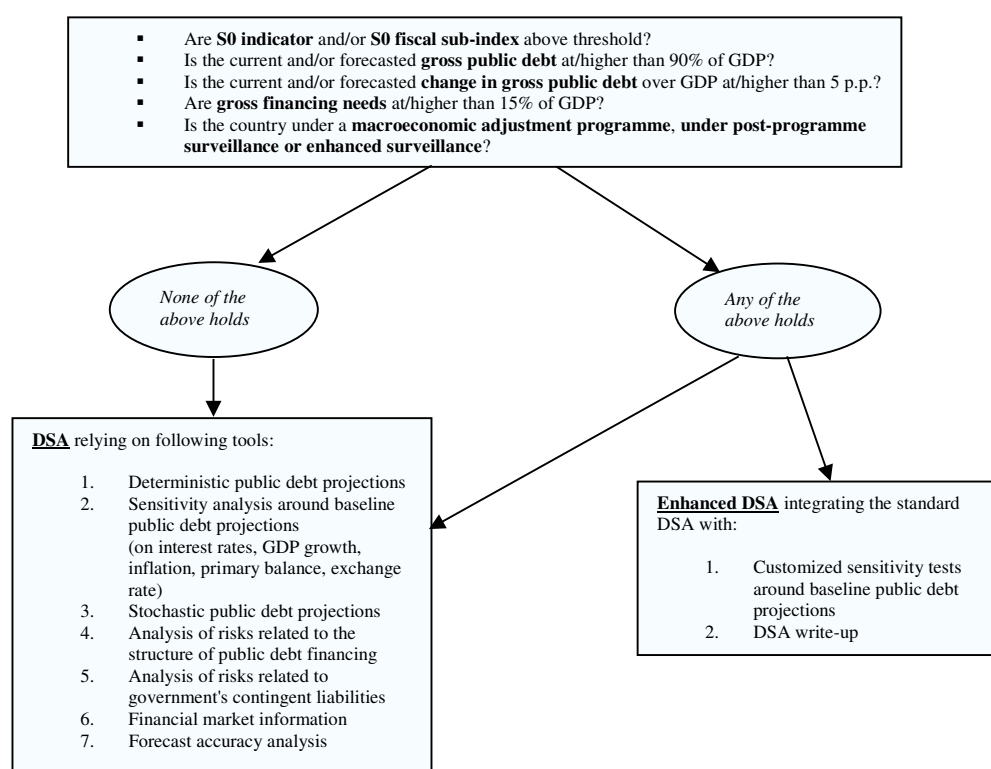 ▪ Are S0 indicator and/or S0 fiscal sub-index above threshold?
▪ Is the current and/or forecasted gross public debt at/higher than 90% of GDP?
▪ Is the current and/or forecasted change in gross public debt over GDP at/higher than 5 p.p.?
▪ Are gross financing needs at/higher than 15% of GDP?
▪ Is the country under a macroeconomic adjustment programme, under post-programme
surveillance or enhanced surveillance?
None of the
above holds
Any of the
above holds
DSA relying on following tools:
1. Deterministic public debt projections
2. Sensitivity analysis around baseline
public debt projections
(on interest rates, GDP growth,
inflation, primary balance, exchange
rate)
3. Stochastic public debt projections
4. Analysis of risks related to the
structure of public debt financing
5. Analysis of risks related to
government's contingent liabilities
6. Financial market information
7. Forecast accuracy analysis
Enhanced DSA integrating the standard
DSA with:
1. Customized sensitivity tests
around baseline public debt
projections
2. DSA write-up